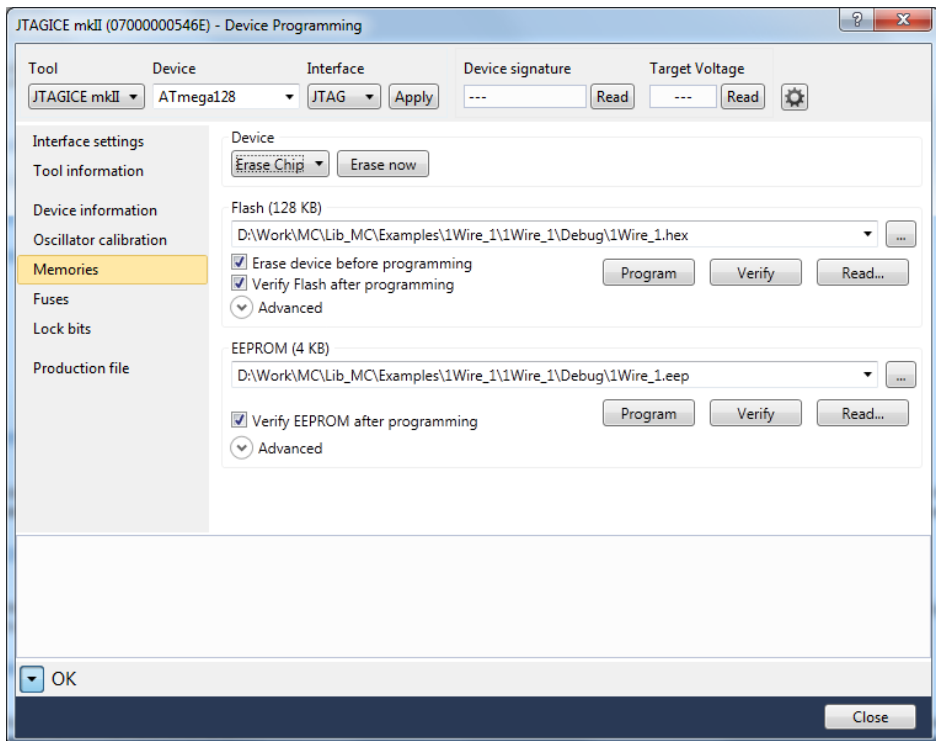 JTAGICE mkII (07000000546E) - Device Programming
? X
Tool Device Interface Device signature Target Voltage
JTAGICE mkII ATmega128 JTAG Apply --- Read --- Read
Interface settings
Tool information
Device information
Oscillator calibration
Memories
Fuses
Lock bits
Production file
Device
Erase Chip Erase now
Flash (128 KB)
D:\Work\MC\Lib_MC\Examples\1Wire_1\1Wire_1\Debug\1Wire_1.hex ...
Erase device before programming
Verify Flash after programming
Program Verify Read...
Advanced
EEPROM (4 KB)
D:\Work\MC\Lib_MC\Examples\1Wire_1\1Wire_1\Debug\1Wire_1.eep ...
Verify EEPROM after programming
Program Verify Read...
Advanced
OK
Close